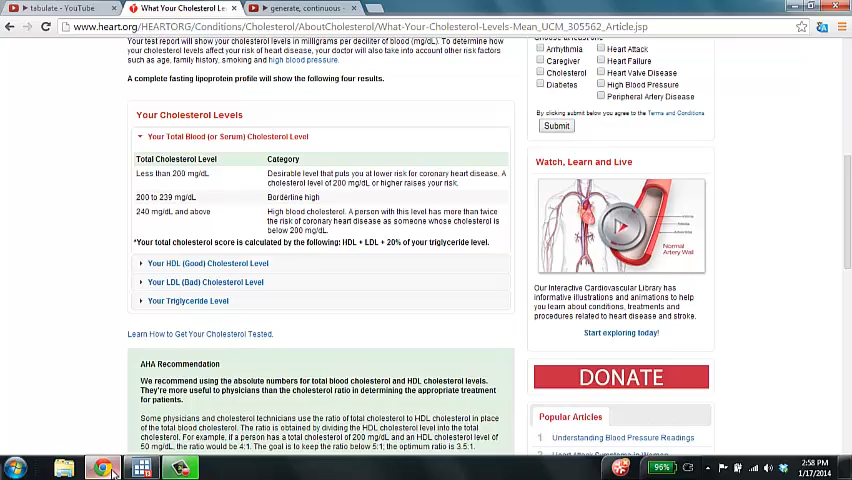 tabulate - YouTube
What Your Cholesterol Le
generate, continuous -
www.heart.org/HEARTORG/Conditions/Cholesterol/AboutCholesterol/What-Your-Cholesterol-Levels-Mean_UCM_305562_Article.jsp
Your test report will show your cholesterol levels in milligrams per deciliter of blood (mg/dL). To determine how
your cholesterol levels affect your risk of heart disease, your doctor will also take into account other risk factors
such as age, family history, smoking and high blood pressure.
A complete fasting lipoprotein profile will show the following four results.
Your Cholesterol Levels
Your Total Blood (or Serum) Cholesterol Level
Total Cholesterol Level Category
Less than 200 mg/dL Desirable level that puts you at lower risk for coronary heart disease. A
cholesterol level of 200 mg/dL or higher raises your risk.
200 to 239 mg/dL Borderline high
240 mg/dL and above High blood cholesterol. A person with this level has more than twice
the risk of coronary heart disease as someone whose cholesterol is
below 200 mg/dL.
*Your total cholesterol score is calculated by the following: HDL + LDL + 20% of your triglyceride level.
Your HDL (Good) Cholesterol Level
Your LDL (Bad) Cholesterol Level
Your Triglyceride Level
Learn How to Get Your Cholesterol Tested.
AHA Recommendation
We recommend using the absolute numbers for total blood cholesterol and HDL cholesterol levels.
They're more useful to physicians than the cholesterol ratio in determining the appropriate treatment
for patients.
Some physicians and cholesterol technicians use the ratio of total cholesterol to HDL cholesterol in place
of the total blood cholesterol. The ratio is obtained by dividing the HDL cholesterol level into the total
cholesterol. For example, if a person has a total cholesterol of 200 mg/dL and an HDL cholesterol level of
50 mg/dL, the ratio would be 4:1. The goal is to keep the ratio below 5:1; the optimum ratio is 3.5:1.
Choose at least one
Arrhythmia Heart Attack
Caregiver Heart Failure
Cholesterol Heart Valve Disease
Diabetes High Blood Pressure
Peripheral Artery Disease
By clicking submit below you agree to the Terms and Conditions
Submit
Watch, Learn and Live
Normal
Artery Wall
Our Interactive Cardiovascular Library has
informative illustrations and animations to help
you learn about conditions, treatments and
procedures related to heart disease and stroke.
Start exploring today!
DONATE
Popular Articles
1 Understanding Blood Pressure Readings
Heart Attack Symptoms in Women
96%
2:58 PM
1/17/2014